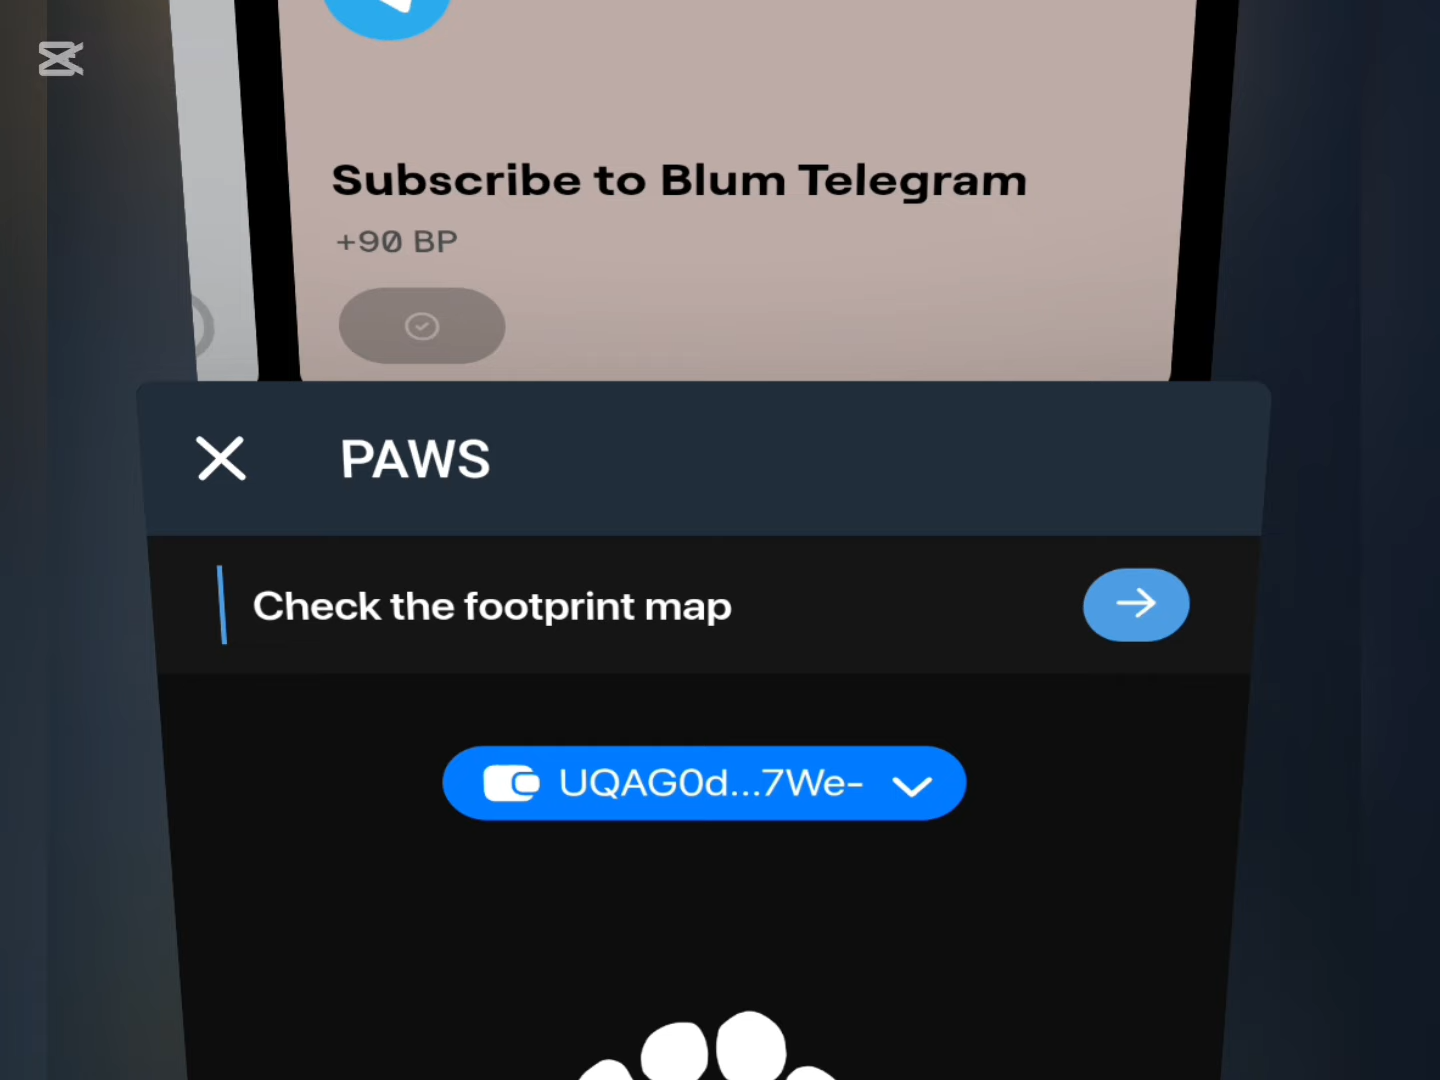 Subscribe to Blum Telegram
+90 BP
PAWS
Check the footprint map
UQAG0d...7We-